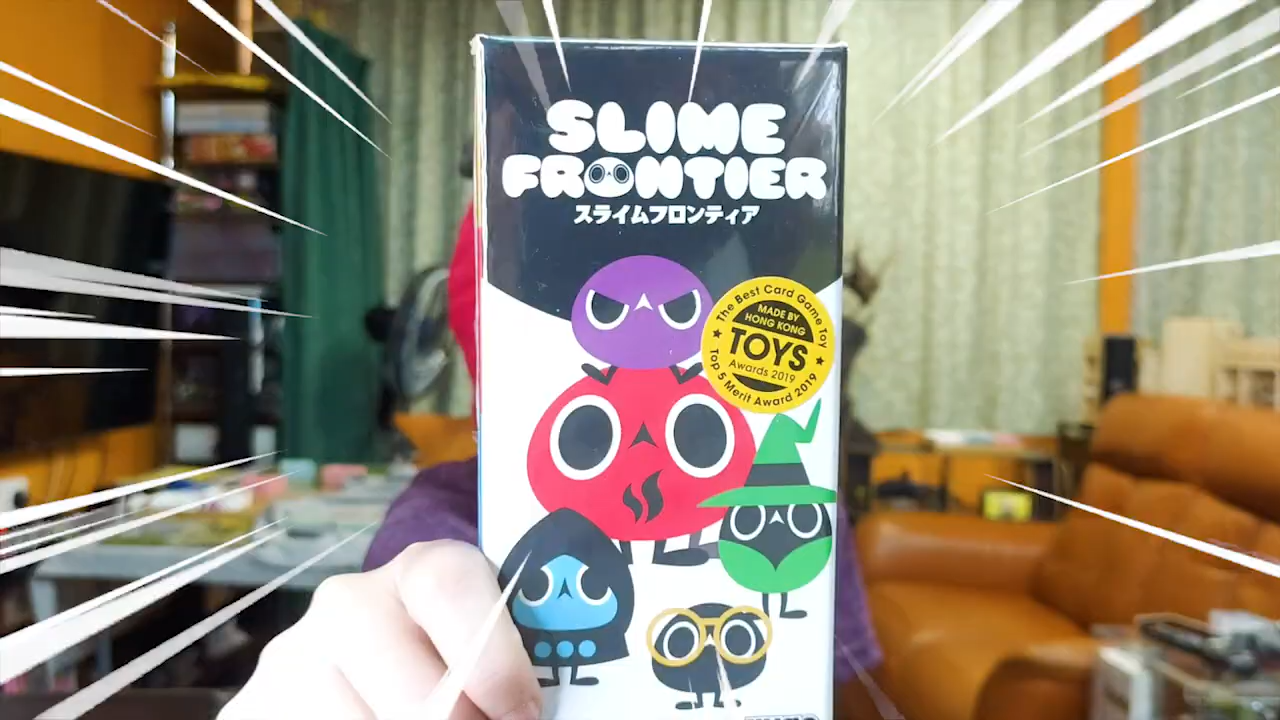 SLIME
FRONTIER
スライムフロンティア
The Best Card Game Toy
MADE BY
HONG KONG
TOYS
Awards 2019
Top 5 Merit Award 2019